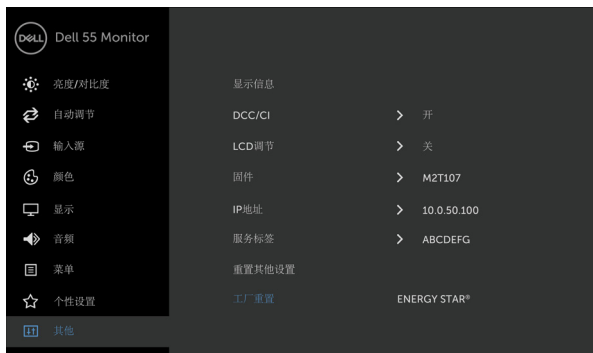 DELL Dell 55 Monitor
亮度/对比度
自动调节
输入源
颜色
显示
音频
菜单
个性设置
其他
显示信息
DCC/CI 开
LCD调节 关
固件 M2T107
IP地址 10.0.50.100
服务标签 ABCDEFG
重置其他设置
工厂重置 ENERGY STAR®